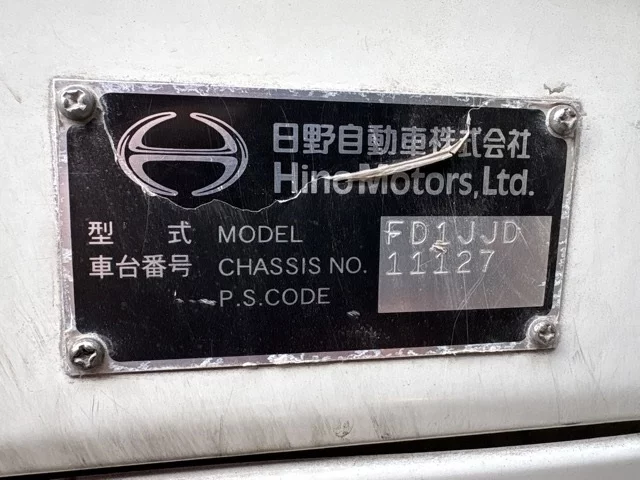 日野自動車株式会社
Hino Motors, Ltd.
型 式 MODEL FD1JJD
車台番号 CHASSIS NO. 11127
P.S.CODE